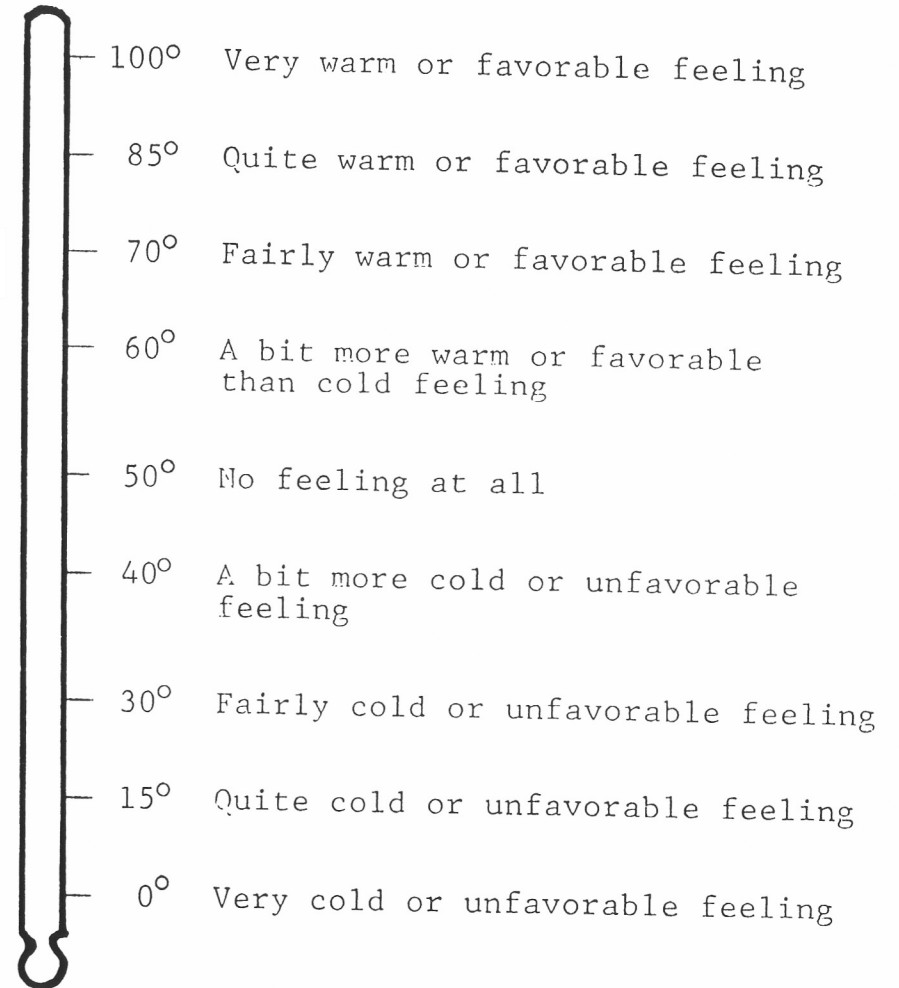 100° Very warm or favorable feeling
85° Quite warm or favorable feeling
70° Fairly warm or favorable feeling
60° A bit more warm or favorable
than cold feeling
50° No feeling at all
40° A bit more cold or unfavorable
feeling
30° Fairly cold or unfavorable feeling
15° Quite cold or unfavorable feeling
0° Very cold or unfavorable feeling